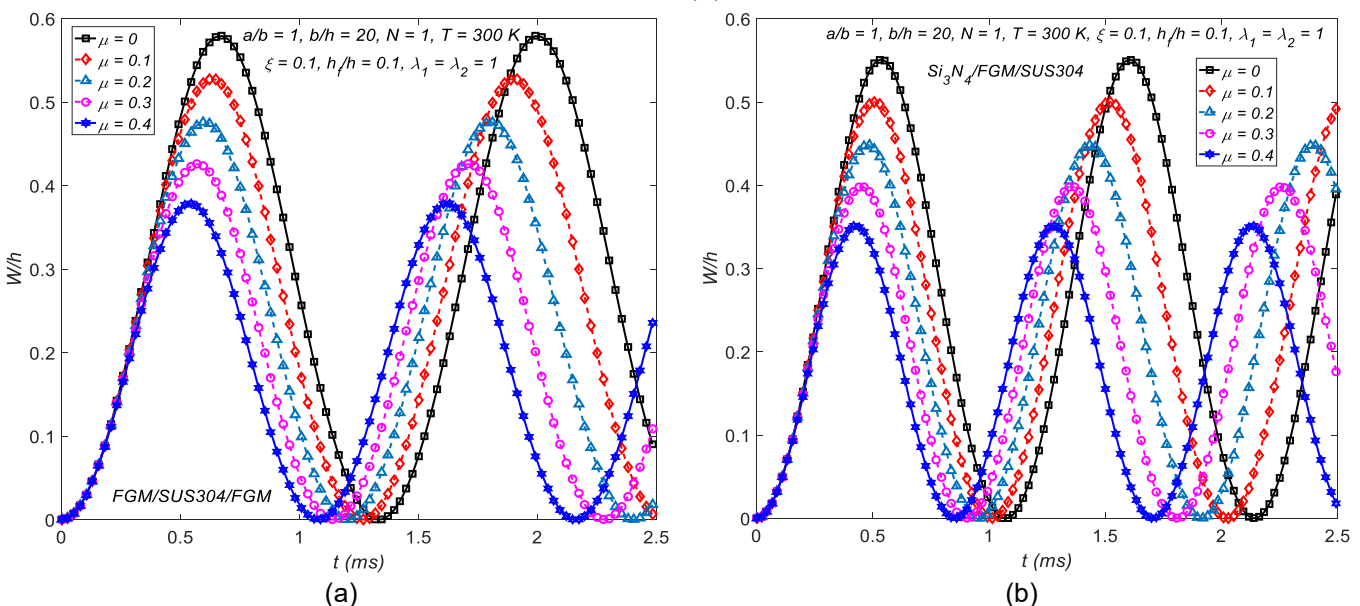 0.6
0.5
0.4
0.3
0.2
0.1
0
W/h
μ = 0
μ = 0.1
μ = 0.2
μ = 0.3
μ = 0.4
a/b = 1, b/h = 20, N = 1, T = 300 K,
ξ = 0.1, h_f/h = 0.1, λ₁ = λ₂ = 1
FGM/SUS304/FGM
0 0.5 1 1.5 2 2.5
t (ms)
(a)
0.6
0.5
0.4
0.3
0.2
0.1
0
W/h
a/b = 1, b/h = 20, N = 1, T = 300 K, ξ = 0.1, h_f/h = 0.1, λ₁ = λ₂ = 1
Si₃N₄/FGM/SUS304
μ = 0
μ = 0.1
μ = 0.2
μ = 0.3
μ = 0.4
0 0.5 1 1.5 2 2.5
t (ms)
(b)